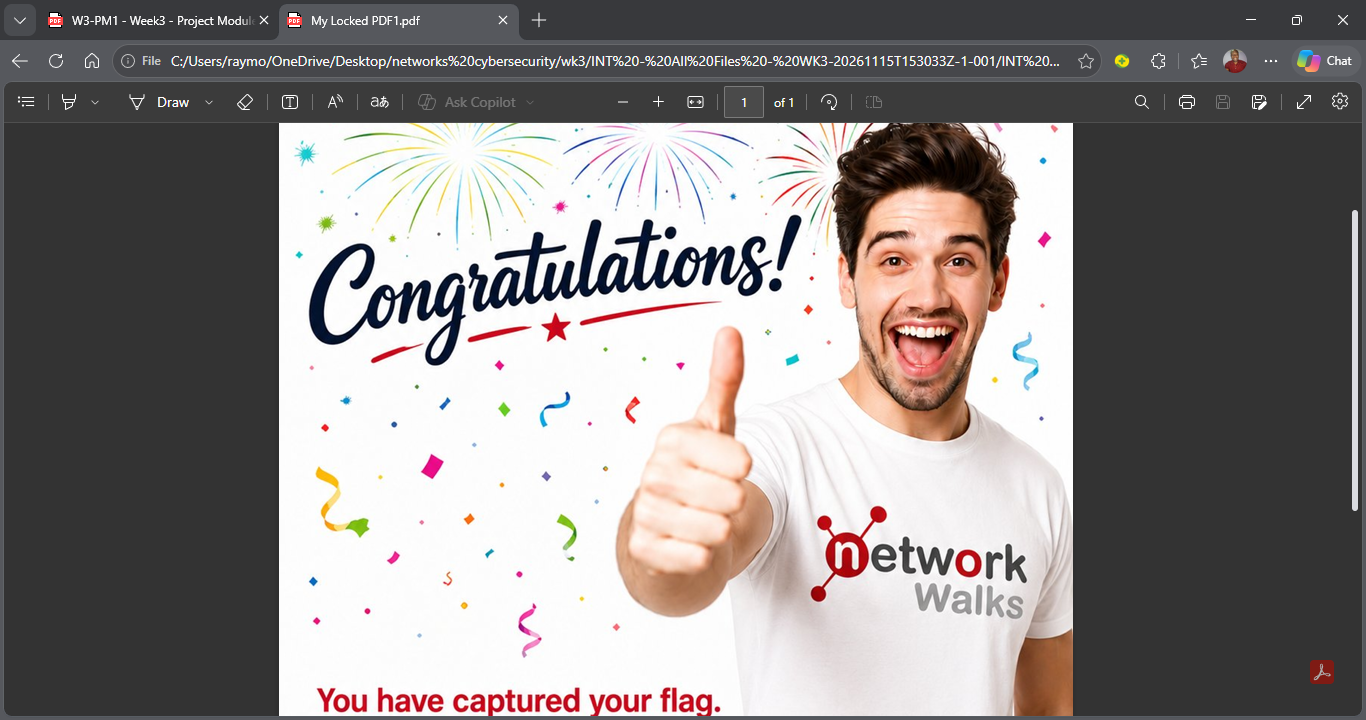 W3-PM1 - Week3 - Project Modul
My Locked PDF1.pdf
File
C:/Users/raymo/OneDrive/Desktop/networks%20cybersecurity/wk3/INT%20-%20All%20Files%20-%20WK3-20261115T153033Z-1-001/INT%20...
Chat
Draw
Ask Copilot
1 of 1
Congratulations!
network
Walks
You have captured your flag.